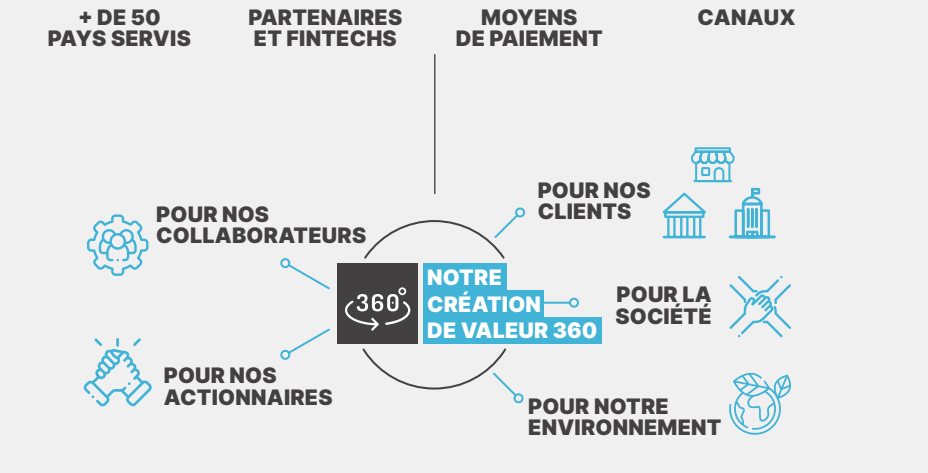 + DE 50
PAYS SERVIS
PARTENAIRES
ET FINTECHS
MOYENS
DE PAIEMENT
CANAUX
POUR NOS
COLLABORATEURS
POUR NOS
CLIENTS
360°
NOTRE
CRÉATION
DE VALEUR 360
POUR LA
SOCIÉTÉ
POUR NOS
ACTIONNAIRES
POUR NOTRE
ENVIRONNEMENT